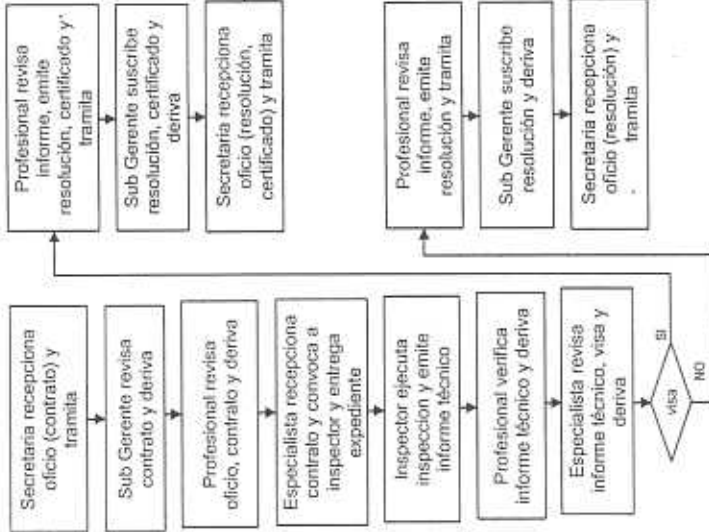 Secretaria recepciona
oficio (contrato) y
tramita
Sub Gerente revisa
contrato y deriva
Profesional revisa
oficio, contrato y deriva
Especialista recepciona
contrato y convoca a
inspector y entrega
expediente
Inspector ejecuta
inspeccion y emite
informe técnico
Profesional verifica
informe técnico y deriva
Especialista revisa
informe técnico, visa y
deriva
visa
SI
NO
Profesional revisa
informe, emite
resolución, certificado y
tramita
Sub Gerente suscribe
resolución, certificado y
deriva
Secretaria recepciona
oficio (resolución,
certificado) y tramita
Profesional revisa
informe, emite
resolución y tramita
Sub Gerente suscribe
resolución y deriva
Secretaria recepciona
oficio (resolución) y
tramita